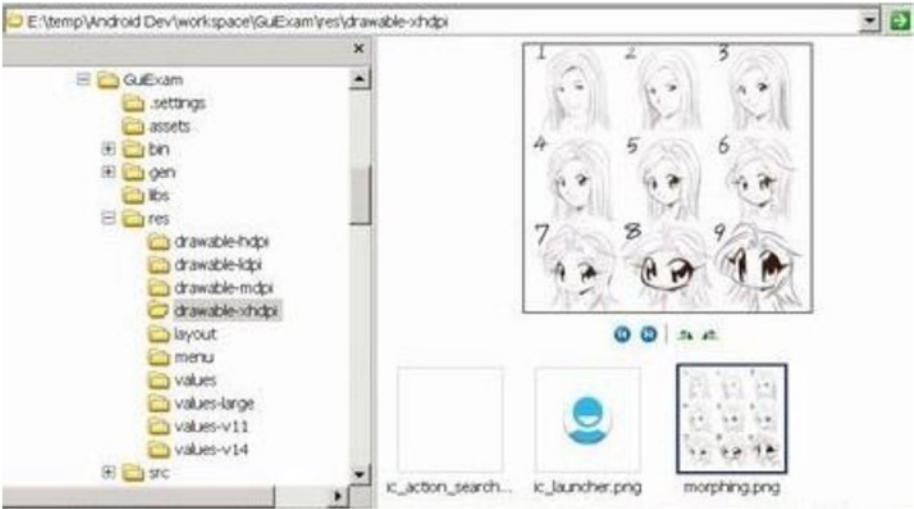 E:\temp\Android Dev\workspace\GuiExam\res\drawable-xhdpi
GuiExam
.settings
assets
bin
gen
libs
res
drawable-hdpi
drawable-ldpi
drawable-mdpi
drawable-xhdpi
layout
menu
values
values-large
values-v11
values-v14
src
1 2 3
4 5 6
7 8 9
ic_action_search... ic_launcher.png morphing.png